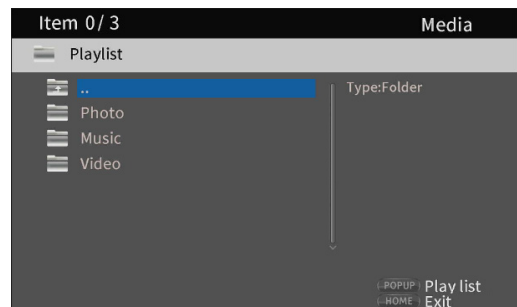 Item 0/3 Media
Playlist
.. Type:Folder
Photo
Music
Video
POPUP Play list
HOME Exit